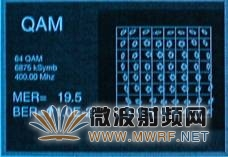 QAM
64 QAM
6875 kSymb
400.00 Mhz
MER= 19.5
BER
微波射频网
WWW.MWRF.NET